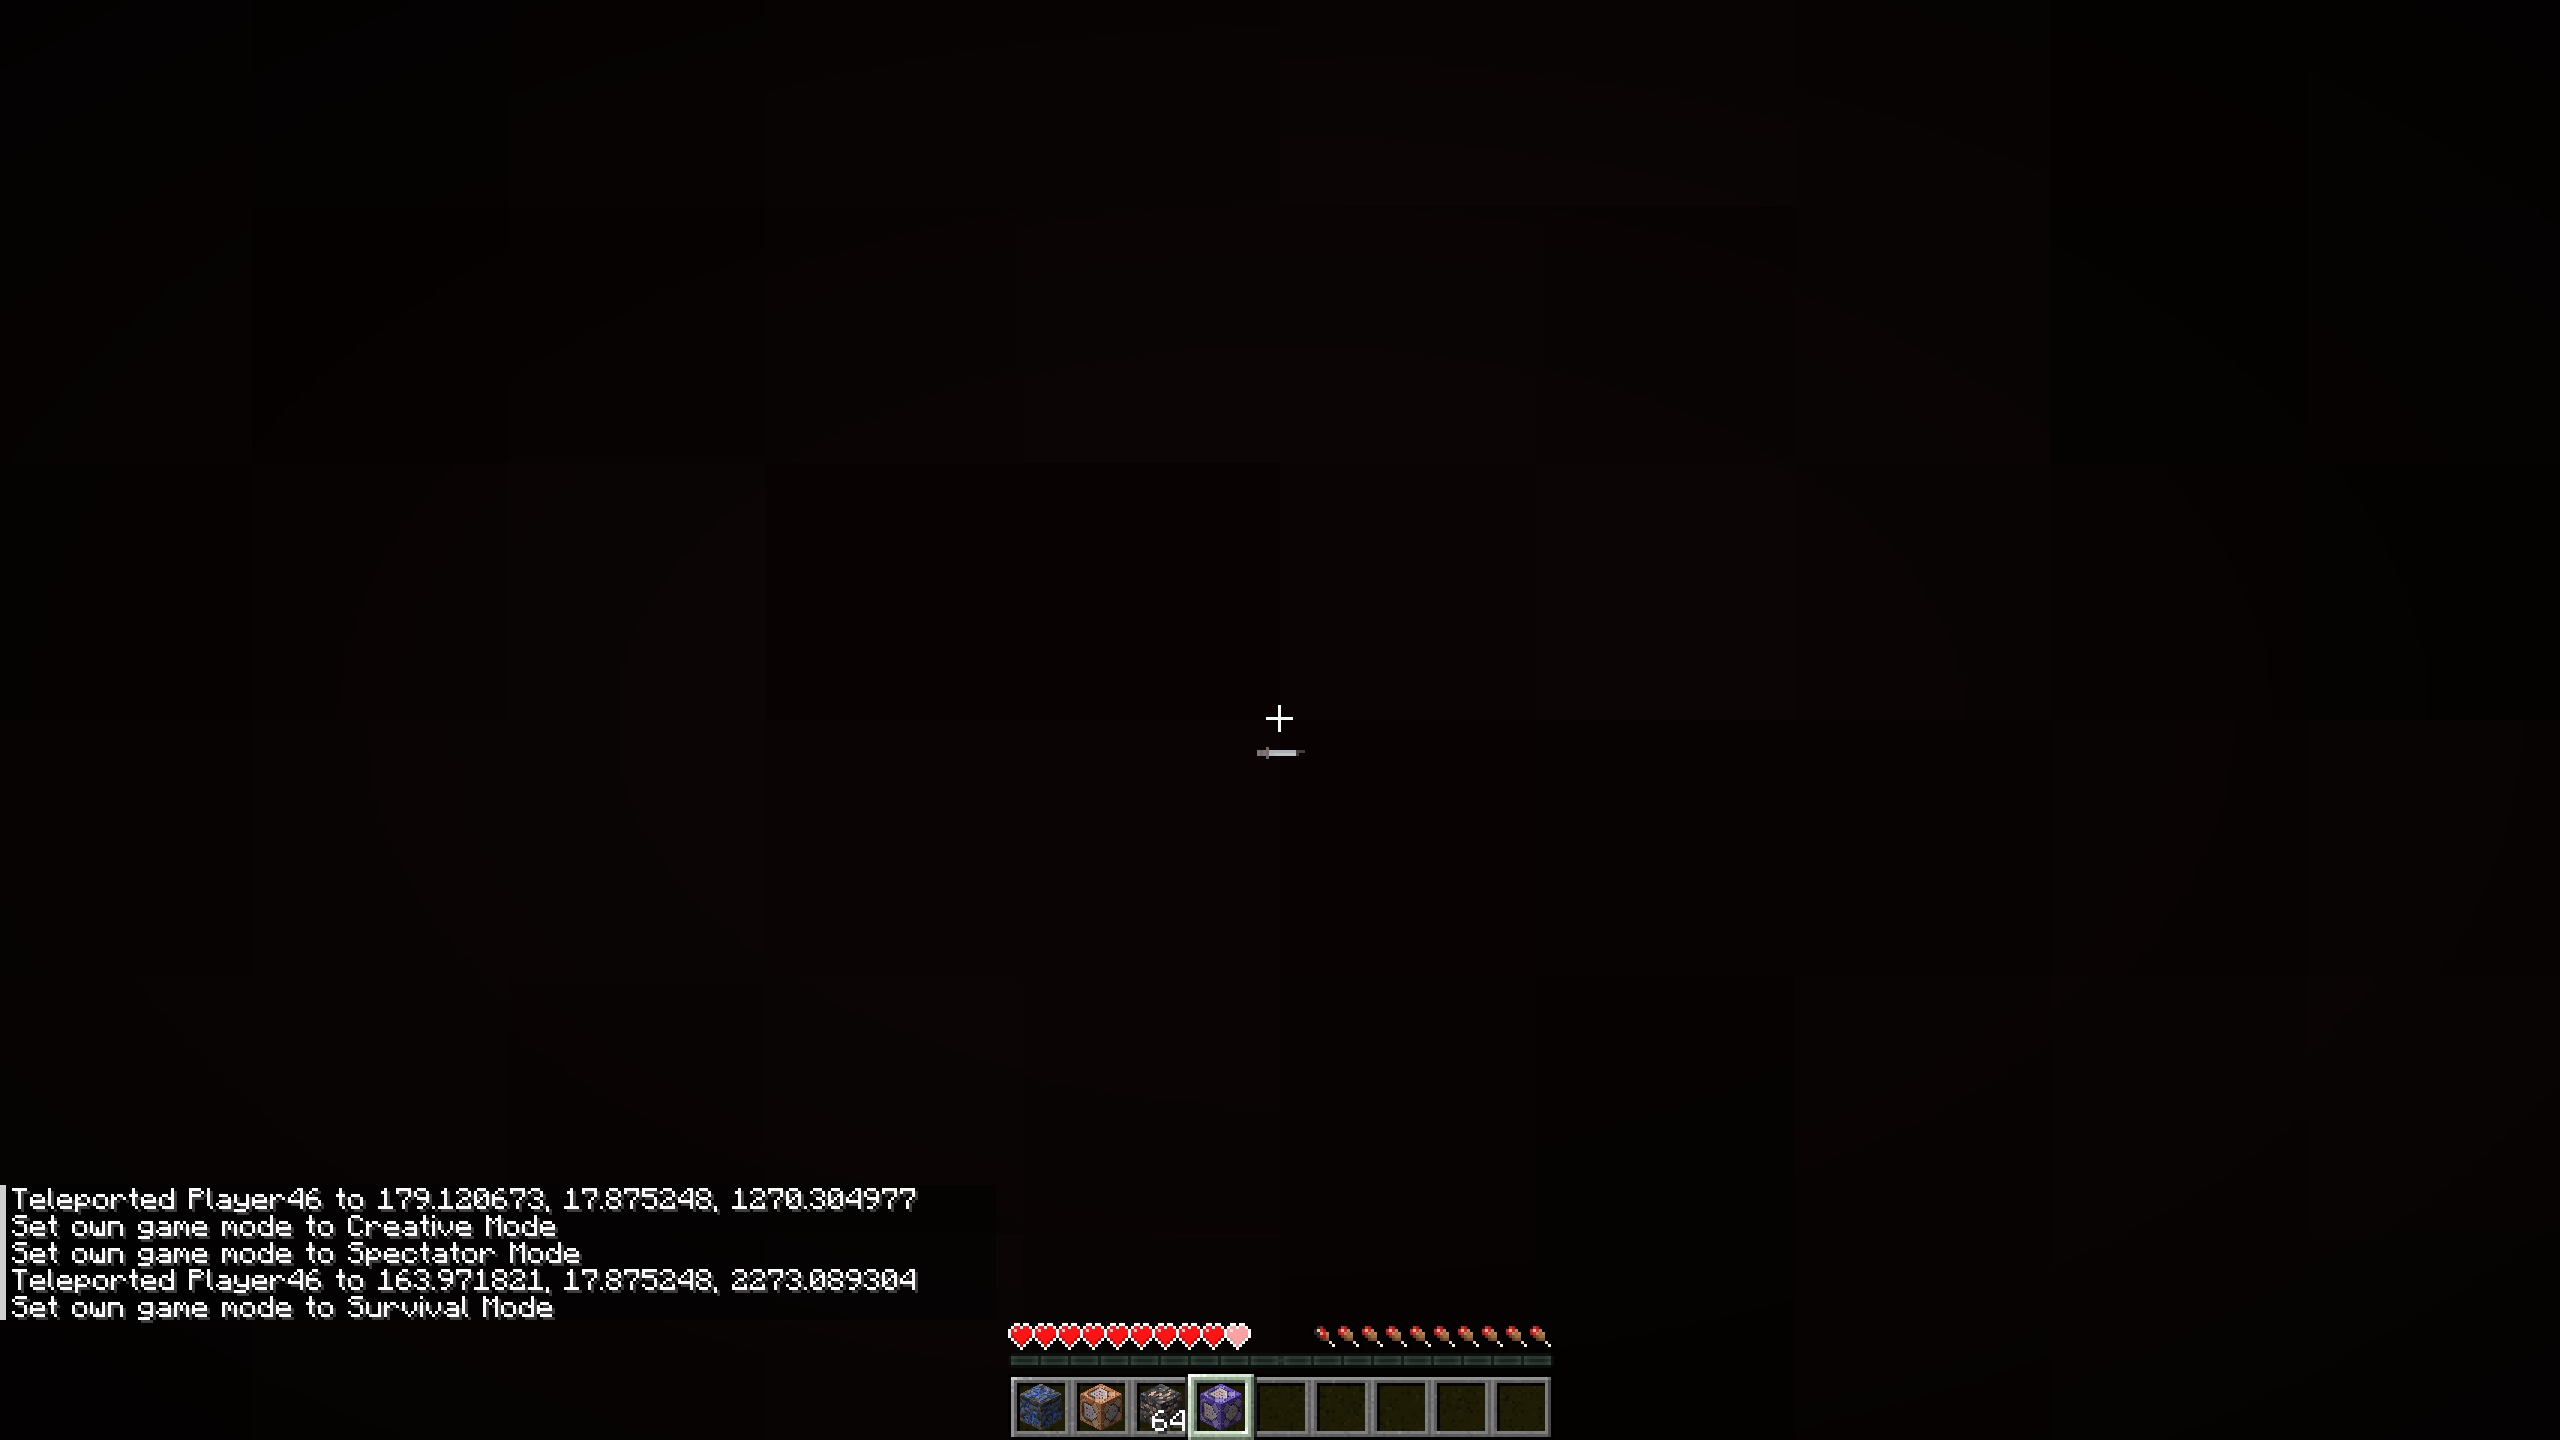 Teleported Player46 to 179.120673, 17.875248, 1270.304977
Set own game mode to Creative Mode
Set own game mode to Spectator Mode
Teleported Player46 to 163.971821, 17.875248, 2273.089304
Set own game mode to Survival Mode
64